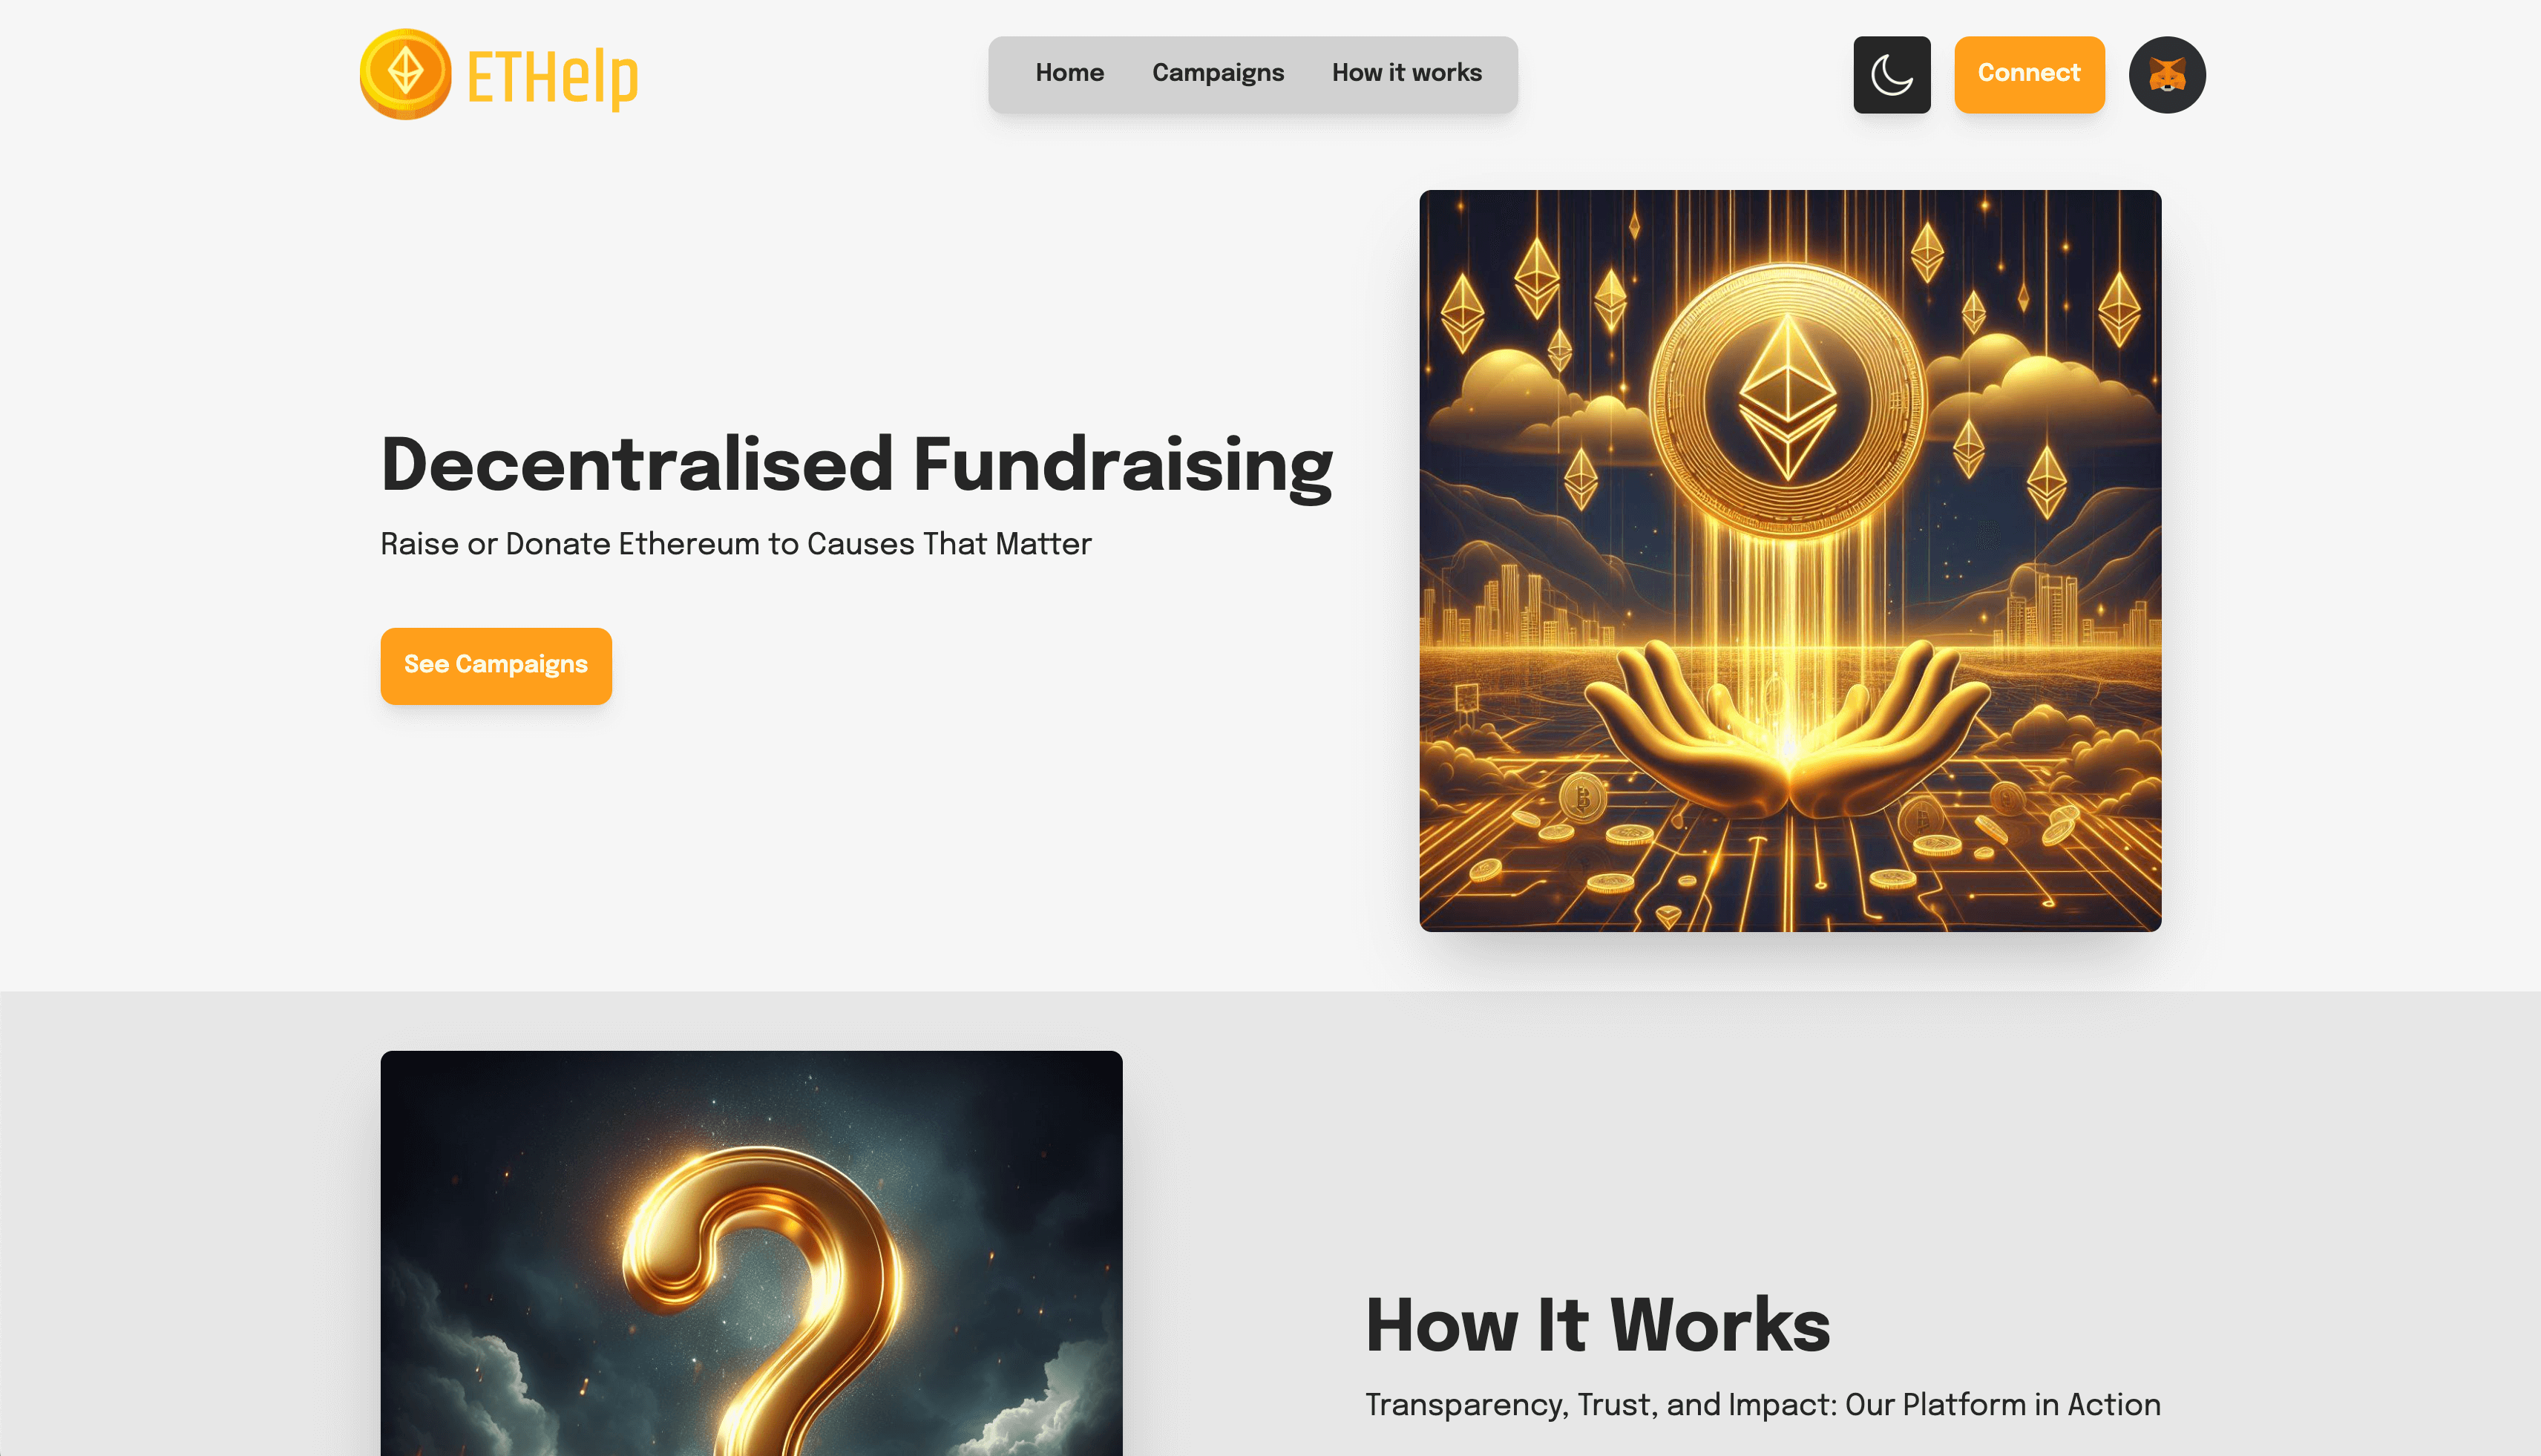 ETHelp
Home Campaigns How it works
Connect
Decentralised Fundraising
Raise or Donate Ethereum to Causes That Matter
See Campaigns
How It Works
Transparency, Trust, and Impact: Our Platform in Action